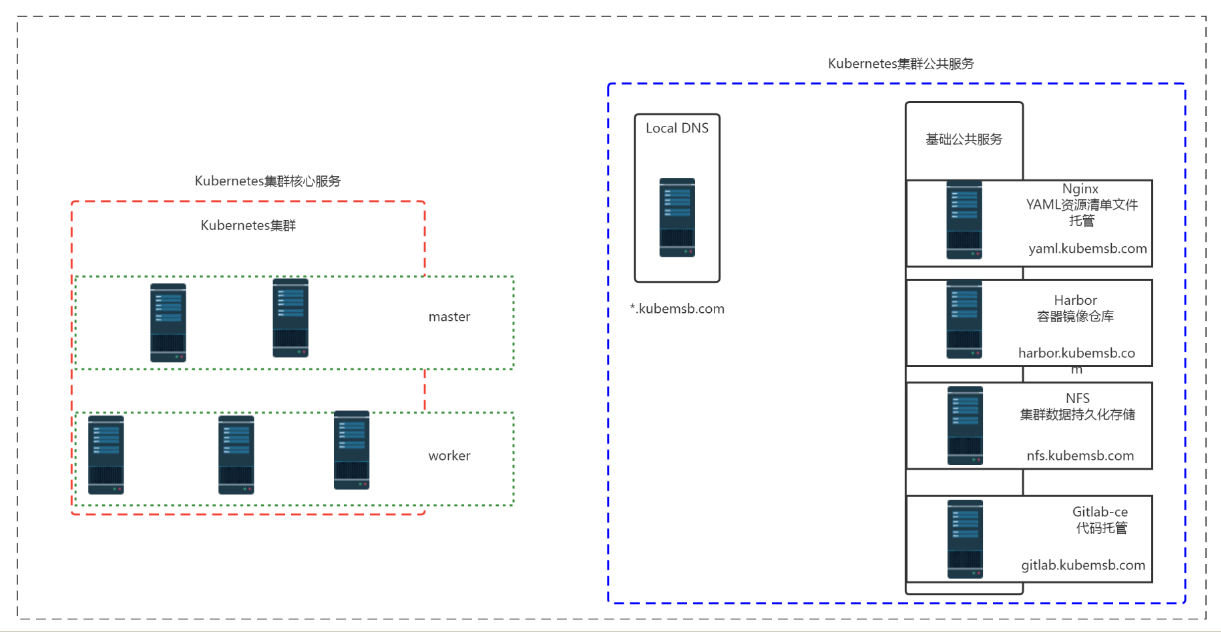 Kubernetes集群公共服务
Local DNS
*.kubemsb.com
基础公共服务
Nginx
YAML资源清单文件
托管
yaml.kubemsb.com
Harbor
容器镜像仓库
harbor.kubemsb.co
m
NFS
集群数据持久化存储
nfs.kubemsb.com
Gitlab-ce
代码托管
gitlab.kubemsb.com
Kubernetes集群核心服务
Kubernetes集群
master
worker